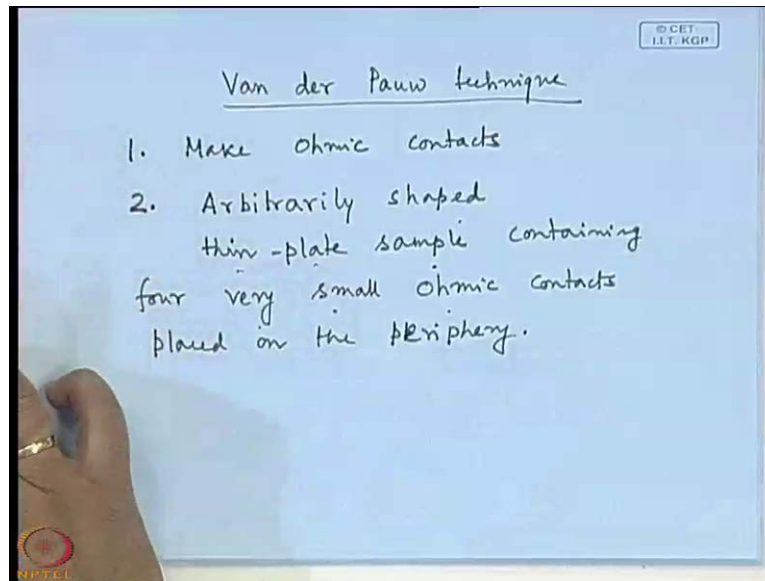 © CET
I.I.T. KGP
Van der Pauw technique
1. Make Ohmic contacts
2. Arbitrarily shaped
thin-plate sample containing
four very small ohmic contacts
placed on the periphery.
NPTEL